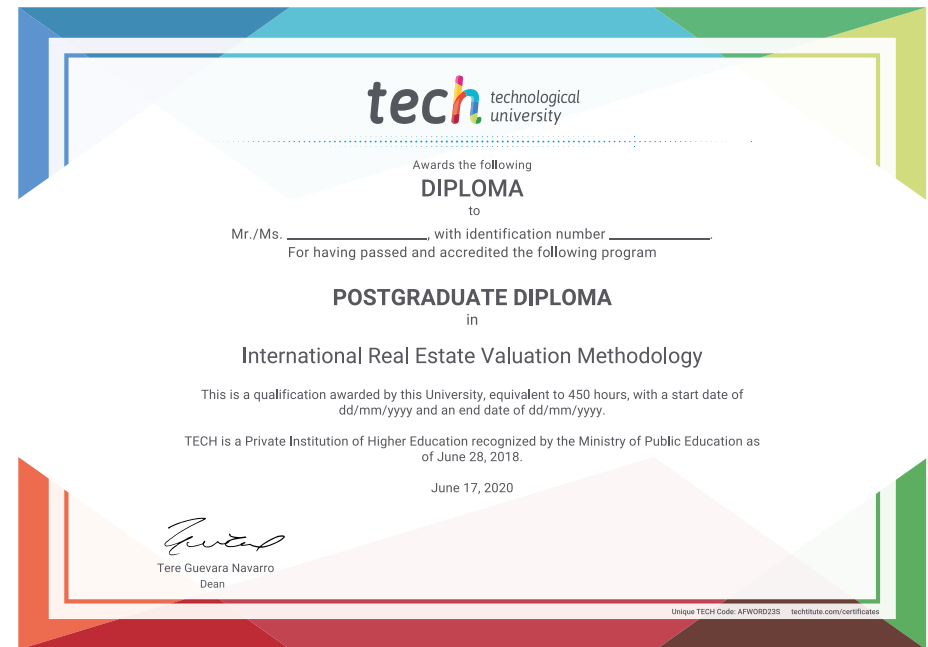 tech technological
university
Awards the following
DIPLOMA
to
Mr./Ms. ____________________, with identification number ______________.
For having passed and accredited the following program
POSTGRADUATE DIPLOMA
in
International Real Estate Valuation Methodology
This is a qualification awarded by this University, equivalent to 450 hours, with a start date of
dd/mm/yyyy and an end date of dd/mm/yyyy.
TECH is a Private Institution of Higher Education recognized by the Ministry of Public Education as
of June 28, 2018.
June 17, 2020
Tere Guevara Navarro
Dean
Unique TECH Code: AFWORD23S techtitute.com/certificates